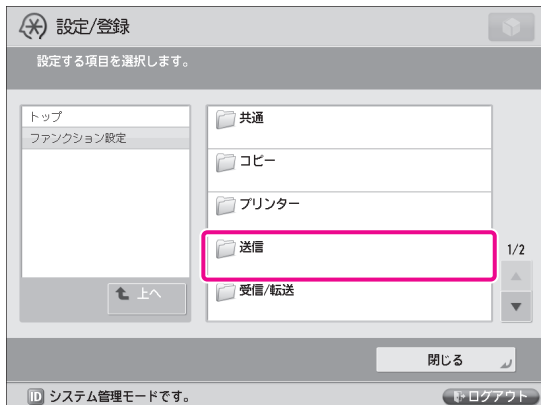 設定/登録
設定する項目を選択します。
トップ
ファンクション設定
上へ
共通
コピー
プリンター
送信
受信/転送
1/2
閉じる
ID システム管理モードです。
ログアウト